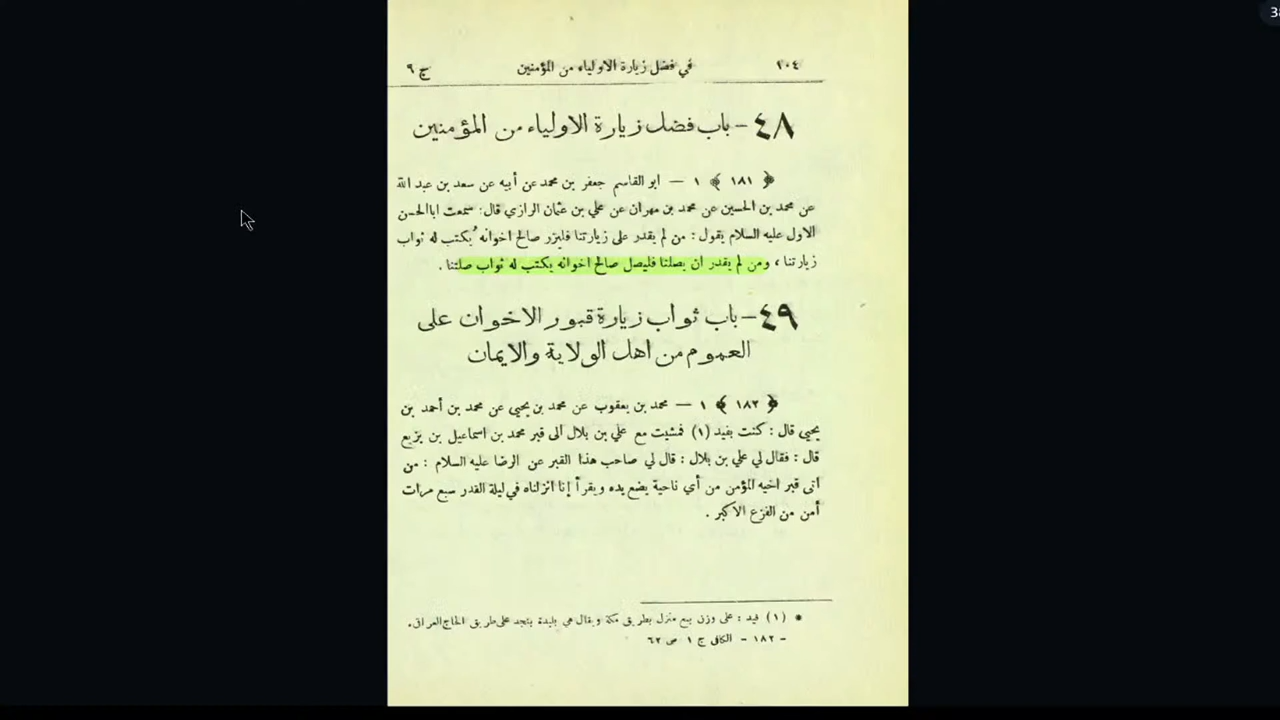 38
١٠٤ في فضل زيارة الاولياء من المؤمنين ج ٦
٤٨ – باب فضل زيارة الاولياء من المؤمنين
﴿ ١٨١ ﴾ ١ — ابو القاسم جعفر بن محمد عن أبيه عن سعد بن عبد الله
عن محمد بن الحسين عن محمد بن مهران عن علي بن عثمان الرازي قال: سمعت ابا الحسن
الاول عليه السلام يقول : من لم يقدر على زيارتنا فليزر صالح اخوانه يكتب له ثواب
زيارتنا ، ومن لم يقدر ان يصلنا فليصل صالح اخوانه يكتب له ثواب صلتنا .
٤٩ – باب ثواب زيارة قبور الاخوان على
العموم من اهل الولاية والايمان
﴿ ١٨٢ ﴾ ١ — محمد بن يعقوب عن محمد بن يحيى عن محمد بن أحمد بن
يحيى قال : كنت بفيد (١) فمشيت مع علي بن بلال الى قبر محمد بن اسماعيل بن بزيع
قال : فقال لي علي بن بلال : قال لي صاحب هذا القبر عن الرضا عليه السلام : من
اتى قبر اخيه المؤمن من أي ناحية يضع يده ويقرأ إنا انزلناه في ليلة القدر سبع مرات
أمن من الفزع الاكبر .
• (١) فيد : على وزن بيع منزل بطريق مكة ويقال هي بليدة بنجد على طريق الحاج العراقي .
– ١٨٢ – الكافي ج ١ ص ٦٢